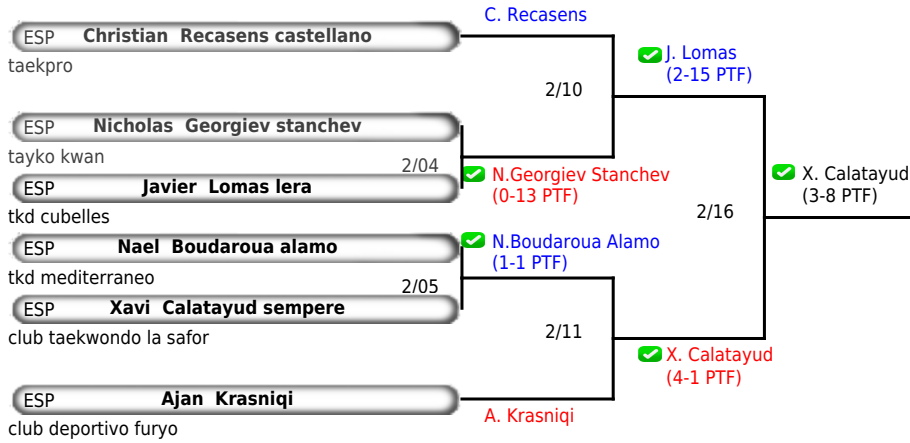 C. Recasens
ESP Christian Recasens castellano
taekpro
J. Lomas
(2-15 PTF)
2/10
ESP Nicholas Georgiev stanchev
tayko kwan
2/04
N.Georgiev Stanchev
(0-13 PTF)
X. Calatayud
(3-8 PTF)
ESP Javier Lomas lera
tkd cubelles
2/16
ESP Nael Boudaroua alamo
N.Boudaroua Alamo
(1-1 PTF)
tkd mediterraneo
2/05
ESP Xavi Calatayud sempere
club taekwondo la safor
2/11
X. Calatayud
(4-1 PTF)
ESP Ajan Krasniqi
A. Krasniqi
club deportivo furyo